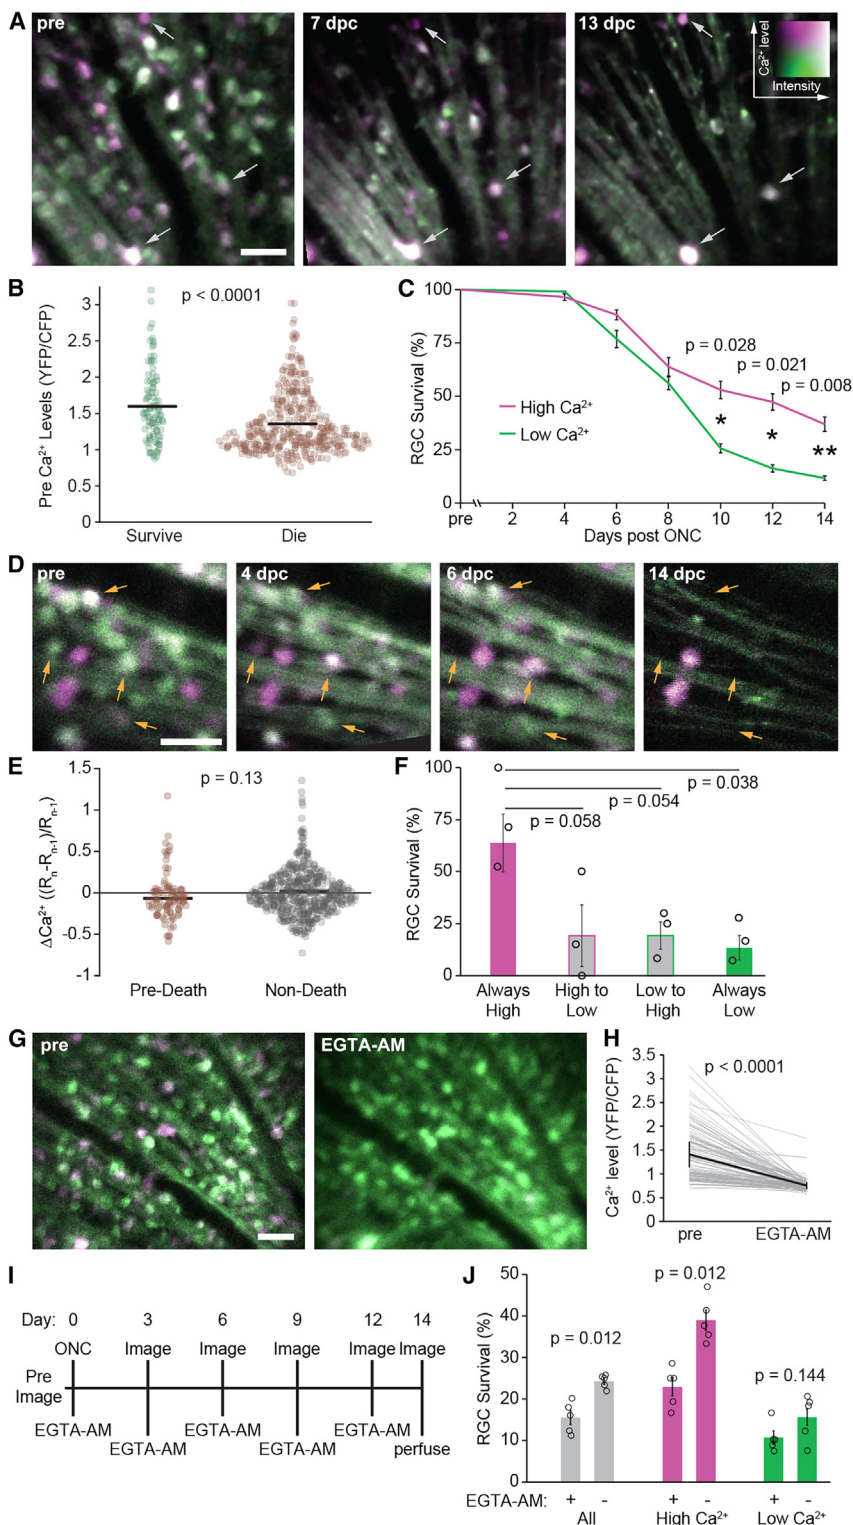 A
pre
7 dpc
13 dpc
Ca²⁺ level
Intensity
B
p < 0.0001
Pre Ca²⁺ Levels (YFP/CFP)
3
2.5
2
1.5
1
0.5
0
Survive
Die
C
RGC Survival (%)
100
75
50
25
0
p = 0.028
p = 0.021
p = 0.008
High Ca²⁺
Low Ca²⁺
*
*
**
pre
2
4
6
8
10
12
14
Days post ONC
D
pre
4 dpc
6 dpc
14 dpc
E
p = 0.13
ΔCa²⁺ ((Rₙ-Rₙ₋₁)/Rₙ₋₁)
1.5
1
0.5
0
-0.5
-1
Pre-Death
Non-Death
F
RGC Survival (%)
100
75
50
25
0
p = 0.038
p = 0.054
p = 0.058
Always High
High to Low
Low to High
Always Low
G
pre
EGTA-AM
H
p < 0.0001
Ca²⁺ level (YFP/CFP)
3.5
3
2.5
2
1.5
1
0.5
0
pre
EGTA-AM
I
Day: 0 3 6 9 12 14
ONC Image Image Image Image Image
Pre Image
EGTA-AM EGTA-AM EGTA-AM EGTA-AM EGTA-AM perfuse
J
RGC Survival (%)
50
40
30
20
10
0
p = 0.012
p = 0.012
p = 0.144
EGTA-AM: + - + - + -
All High Ca²⁺ Low Ca²⁺